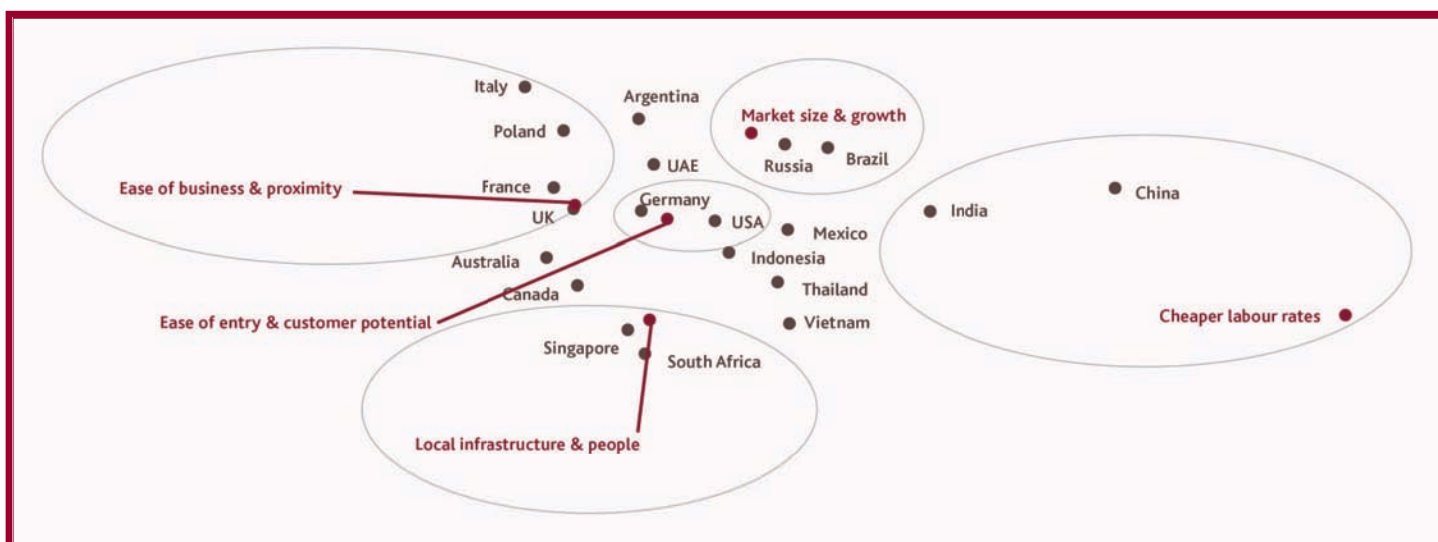 Italy
Argentina
Market size & growth
Poland
Russia
Brazil
UAE
Ease of business & proximity
France
Germany
China
UK
USA
India
Mexico
Australia
Indonesia
Canada
Thailand
Ease of entry & customer potential
Vietnam
Cheaper labour rates
Singapore
South Africa
Local infrastructure & people